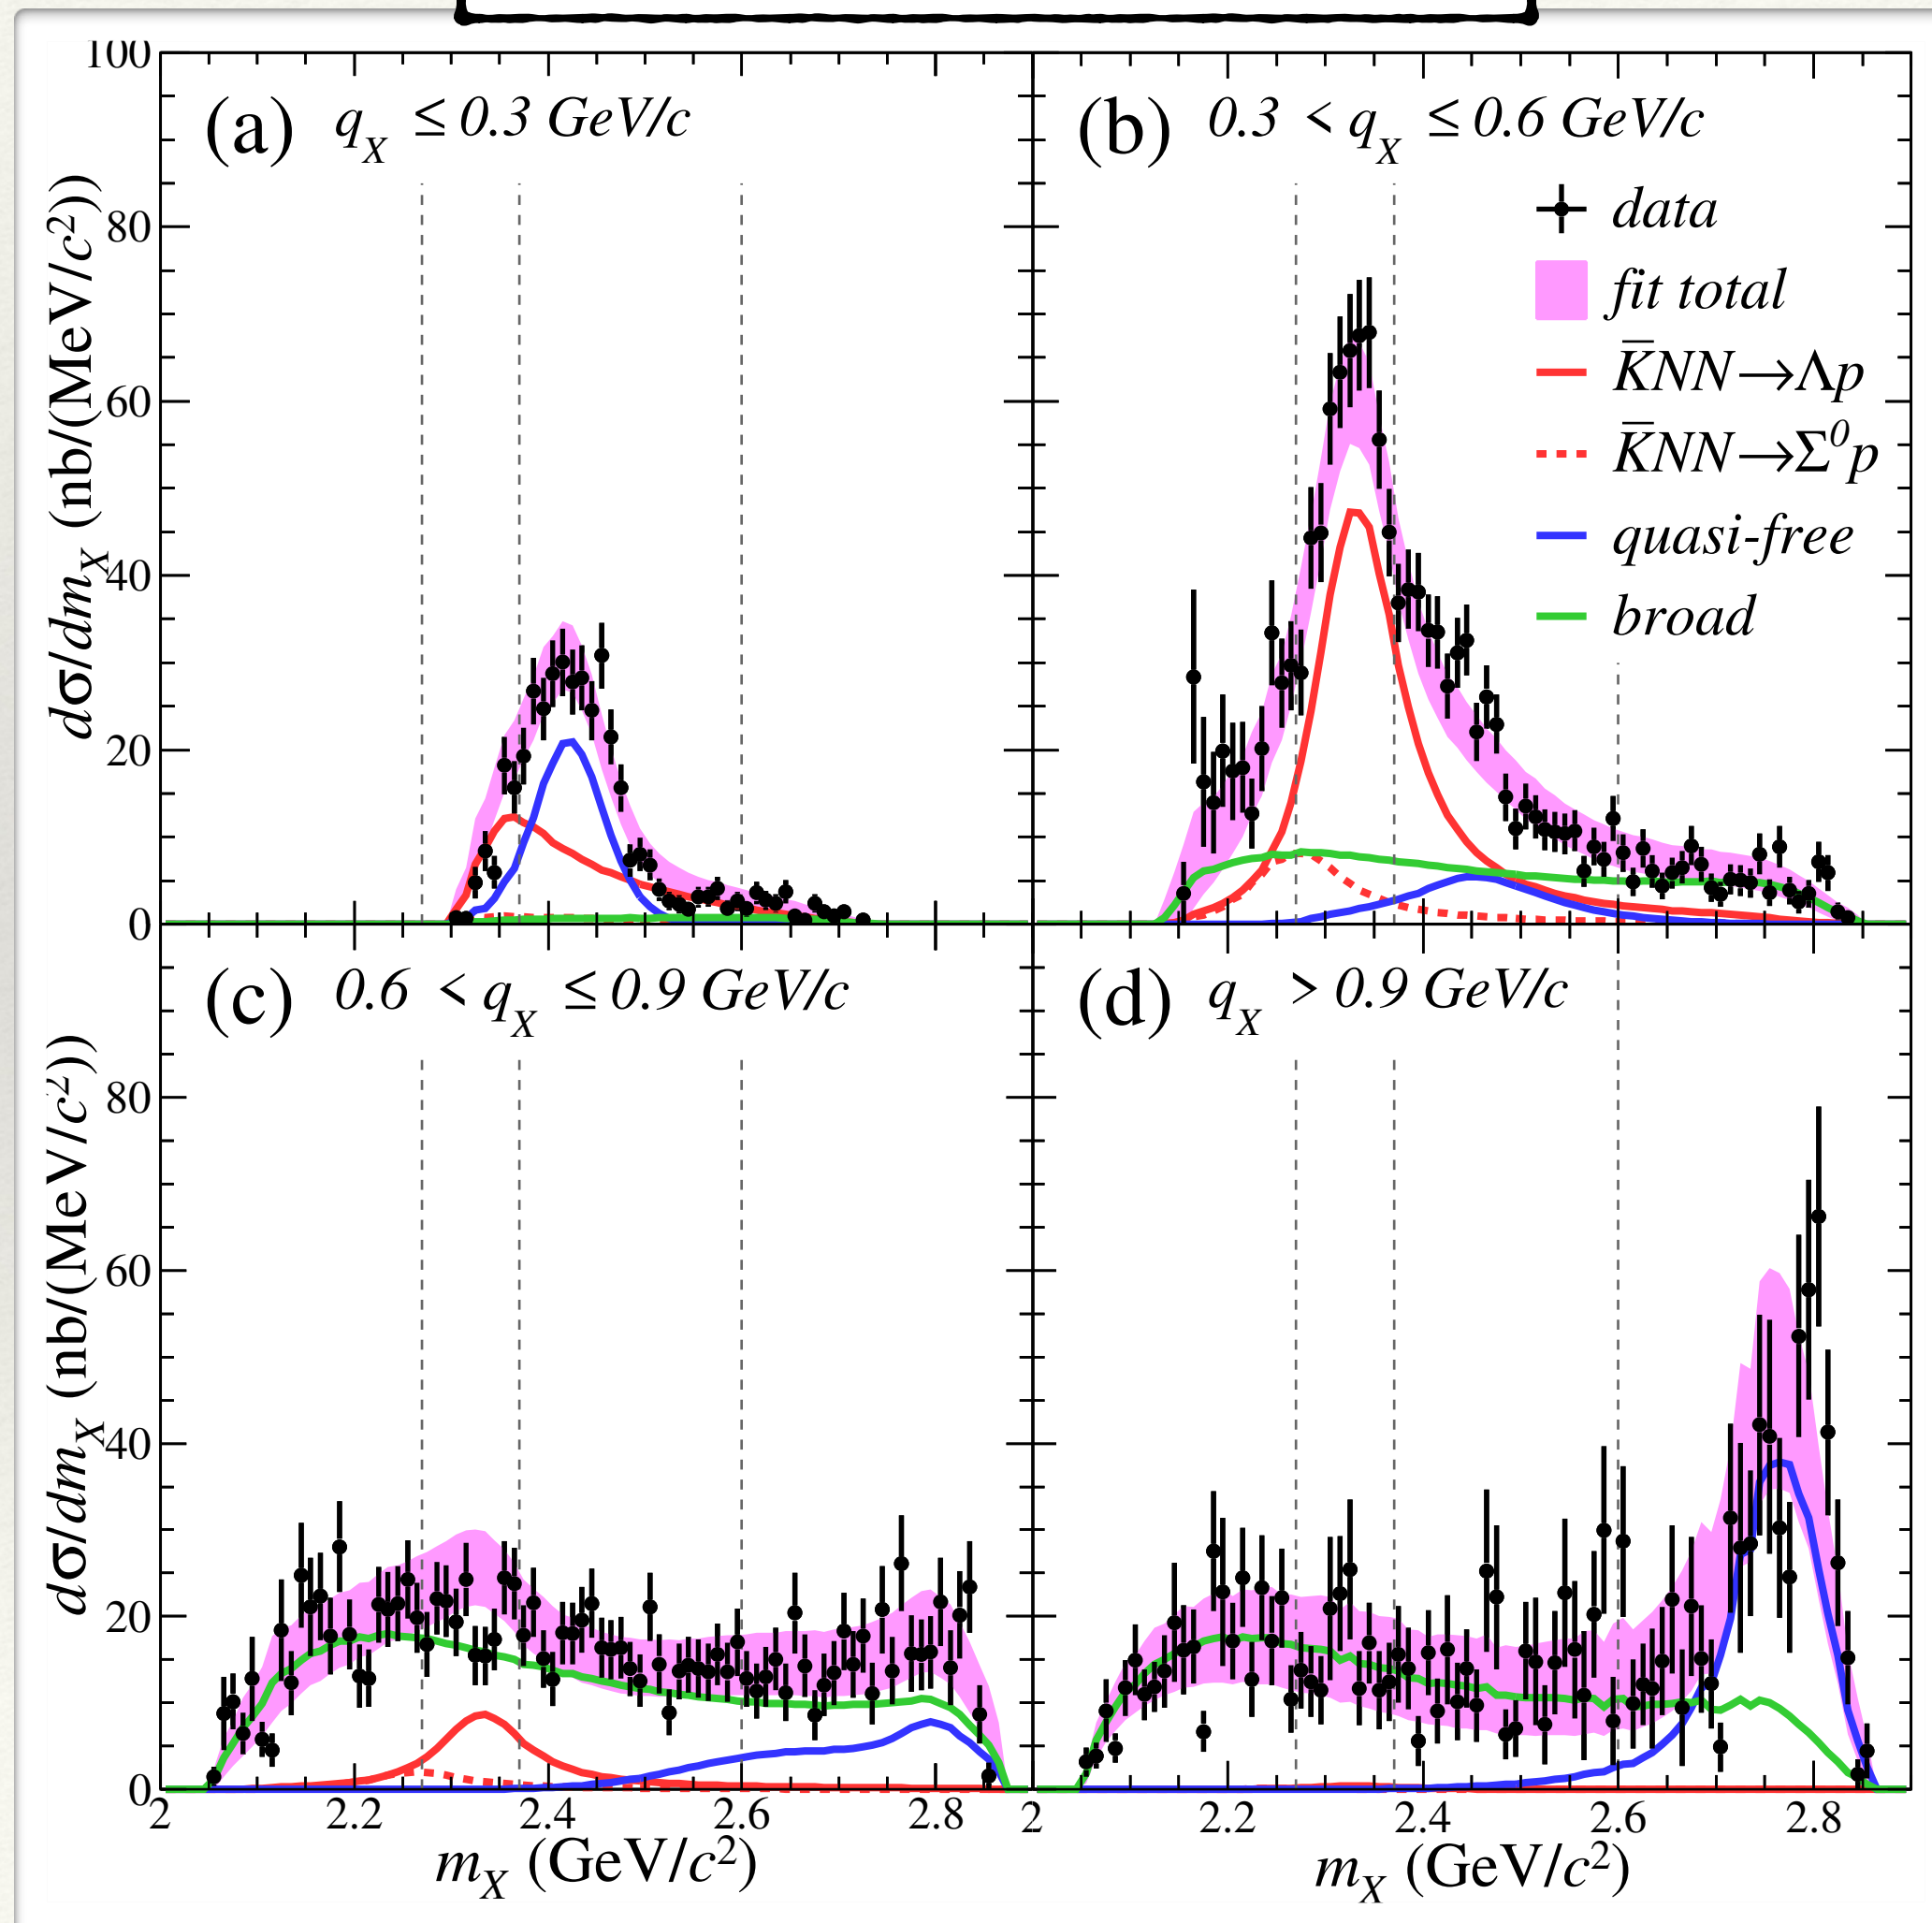 100
(a) q_X ≤ 0.3 GeV/c
(b) 0.3 < q_X ≤ 0.6 GeV/c
data
fit total
K̅NN→Λp
K̅NN→Σ⁰p
quasi-free
broad
dσ/dm_X (nb/(MeV/c²))
80
60
40
20
0
(c) 0.6 < q_X ≤ 0.9 GeV/c
(d) q_X > 0.9 GeV/c
dσ/dm_X (nb/(MeV/c²))
80
60
40
20
0
2 2.2 2.4 2.6 2.8 2 2.2 2.4 2.6 2.8
m_X (GeV/c²) m_X (GeV/c²)